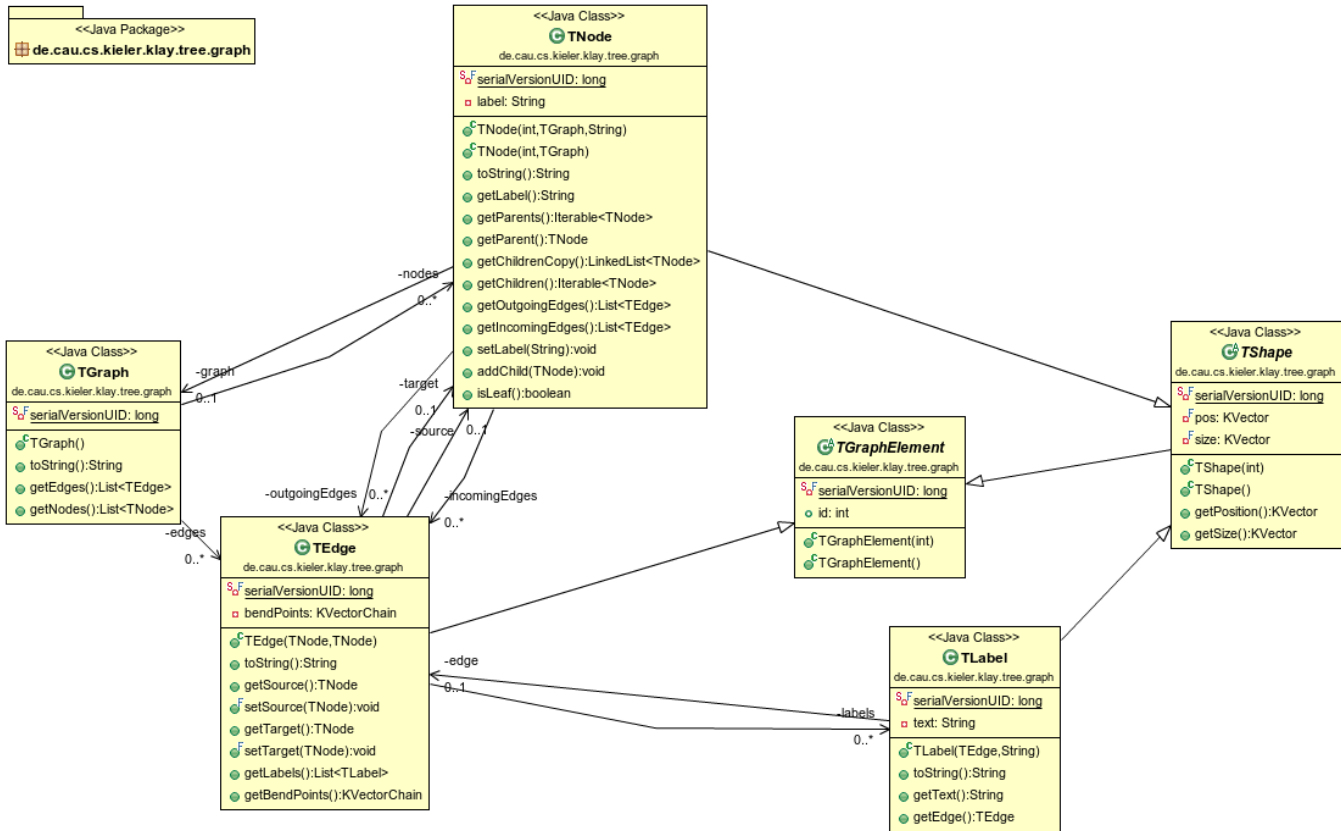 <<Java Package>>
de.cau.cs.kieler.klay.tree.graph
<<Java Class>>
TNode
de.cau.cs.kieler.klay.tree.graph
serialVersionUID: long
label: String
TNode(int,TGraph,String)
TNode(int,TGraph)
toString():String
getLabel():String
getParents():Iterable<TNode>
getParent():TNode
getChildrenCopy():LinkedList<TNode>
getChildren():Iterable<TNode>
getOutgoingEdges():List<TEdge>
getIncomingEdges():List<TEdge>
setLabel(String):void
addChild(TNode):void
isLeaf():boolean
-nodes
0..*
-graph
0..1
<<Java Class>>
TGraph
de.cau.cs.kieler.klay.tree.graph
serialVersionUID: long
TGraph()
toString():String
getEdges():List<TEdge>
getNodes():List<TNode>
-target
0..1
-source
0..1
-outgoingEdges
0..*
-incomingEdges
0..*
-edges
0..*
<<Java Class>>
TShape
de.cau.cs.kieler.klay.tree.graph
serialVersionUID: long
pos: KVector
size: KVector
TShape(int)
TShape()
getPosition():KVector
getSize():KVector
<<Java Class>>
TGraphElement
de.cau.cs.kieler.klay.tree.graph
serialVersionUID: long
id: int
TGraphElement(int)
TGraphElement()
<<Java Class>>
TEdge
de.cau.cs.kieler.klay.tree.graph
serialVersionUID: long
bendPoints: KVectorChain
TEdge(TNode,TNode)
toString():String
getSource():TNode
setSource(TNode):void
getTarget():TNode
setTarget(TNode):void
getLabels():List<TLabel>
getBendPoints():KVectorChain
-edge
0..1
-labels
0..*
<<Java Class>>
TLabel
de.cau.cs.kieler.klay.tree.graph
serialVersionUID: long
text: String
TLabel(TEdge,String)
toString():String
getText():String
getEdge():TEdge